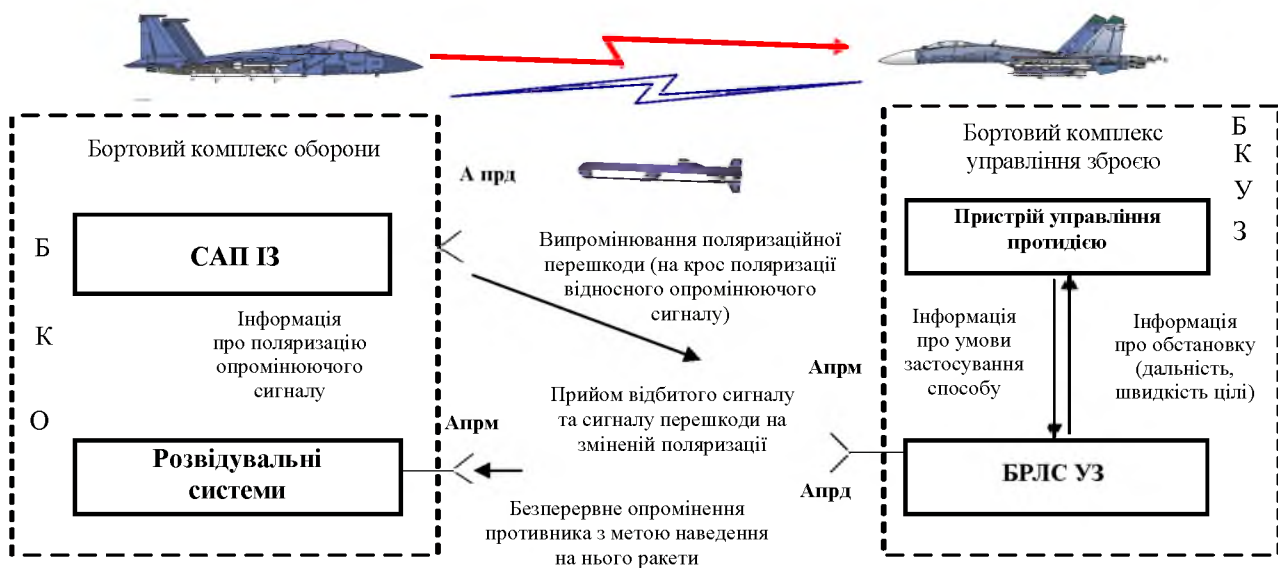 Бортовий комплекс оборони
А прд
САП ІЗ
Б
К
О
Інформація
про поляризацію
опромінюючого
сигналу
Розвідувальні
системи
Апрм
Випромінювання поляризаційної
перешкоди (на крос поляризації
відносного опромінюючого
сигналу)
Прийом відбитого сигналу
та сигналу перешкоди на
зміненій поляризації
Безперервне опромінення
противника з метою наведення
на нього ракети
Апрм
Апрд
Бортовий комплекс
управління зброєю
Б
К
У
З
Пристрій управління
протидією
Інформація
про умови
застосування
способу
Інформація
про обстановку
(дальність,
швидкість цілі)
БРЛС УЗ